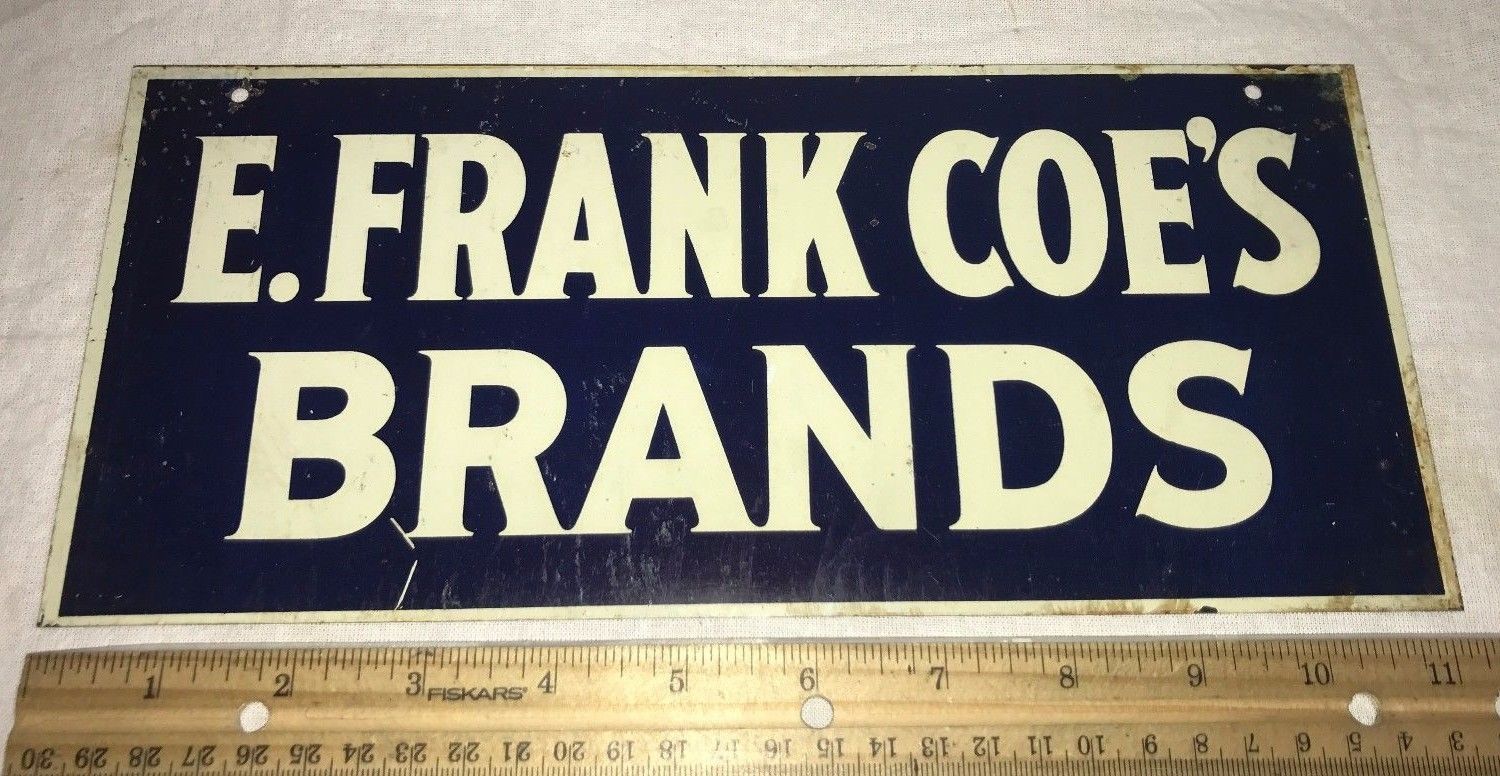 E. FRANK COE'S
BRANDS
1 2 3 FISKARS® 4 5 6 7 8 9 10 11
30 29 28 27 26 25 24 23 22 21 20 19 18 17 16 15 14 13 12 11 10 9 8 7 6 5 4 3